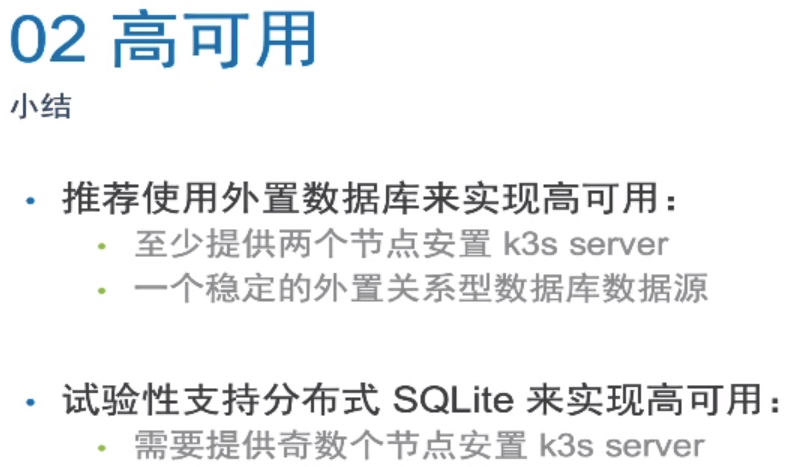 02 高可用
小结
• 推荐使用外置数据库来实现高可用：
• 至少提供两个节点安置 k3s server
• 一个稳定的外置关系型数据库数据源
• 试验性支持分布式 SQLite 来实现高可用：
• 需要提供奇数个节点安置 k3s server